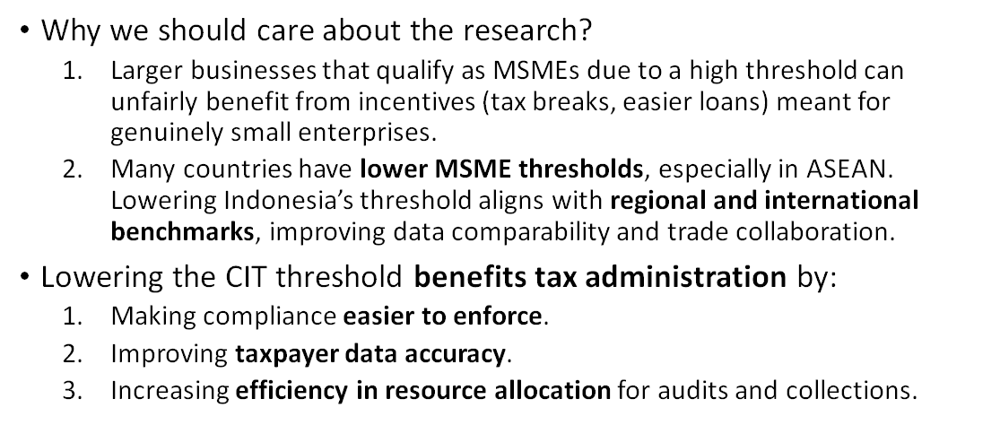 • Why we should care about the research?
1. Larger businesses that qualify as MSMEs due to a high threshold can
unfairly benefit from incentives (tax breaks, easier loans) meant for
genuinely small enterprises.
2. Many countries have lower MSME thresholds, especially in ASEAN.
Lowering Indonesia’s threshold aligns with regional and international
benchmarks, improving data comparability and trade collaboration.
• Lowering the CIT threshold benefits tax administration by:
1. Making compliance easier to enforce.
2. Improving taxpayer data accuracy.
3. Increasing efficiency in resource allocation for audits and collections.